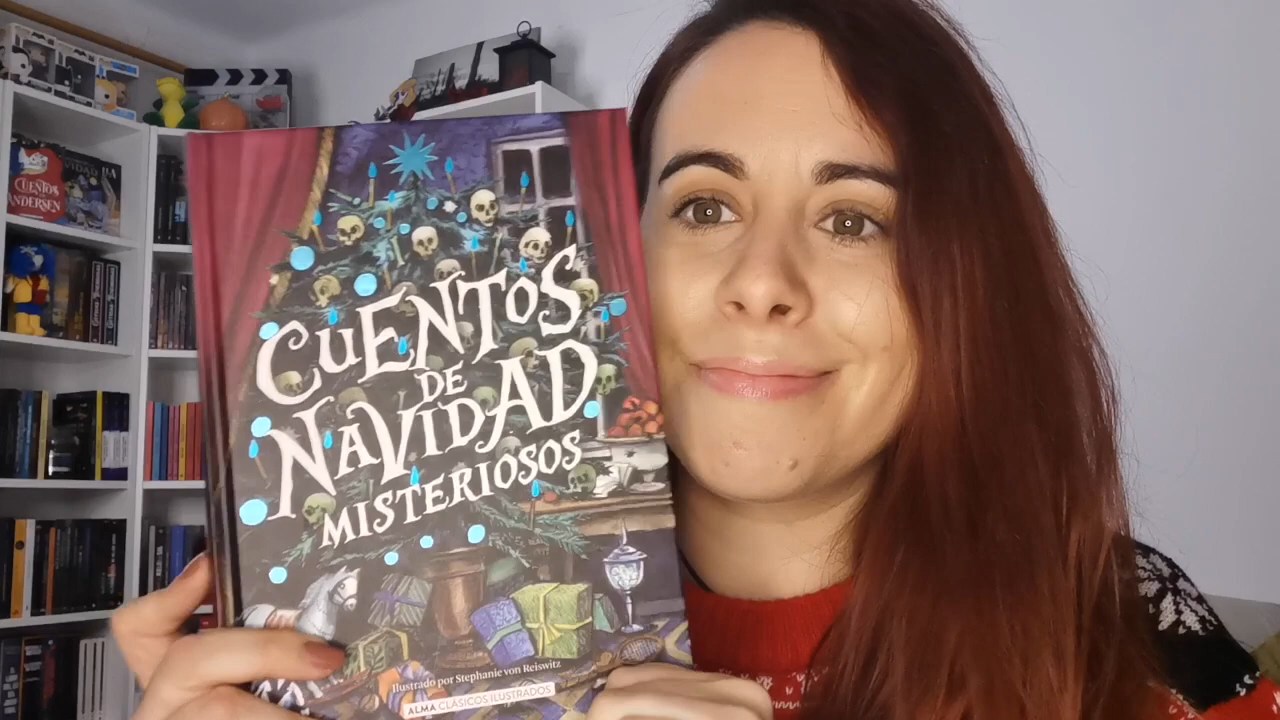 CUENTOS
DE
NAVIDAD
MISTERIOSOS
Ilustrado por Stephanie von Reiswitz
ALMA CLÁSICOS ILUSTRADOS
CUENTOS
ANDERSEN